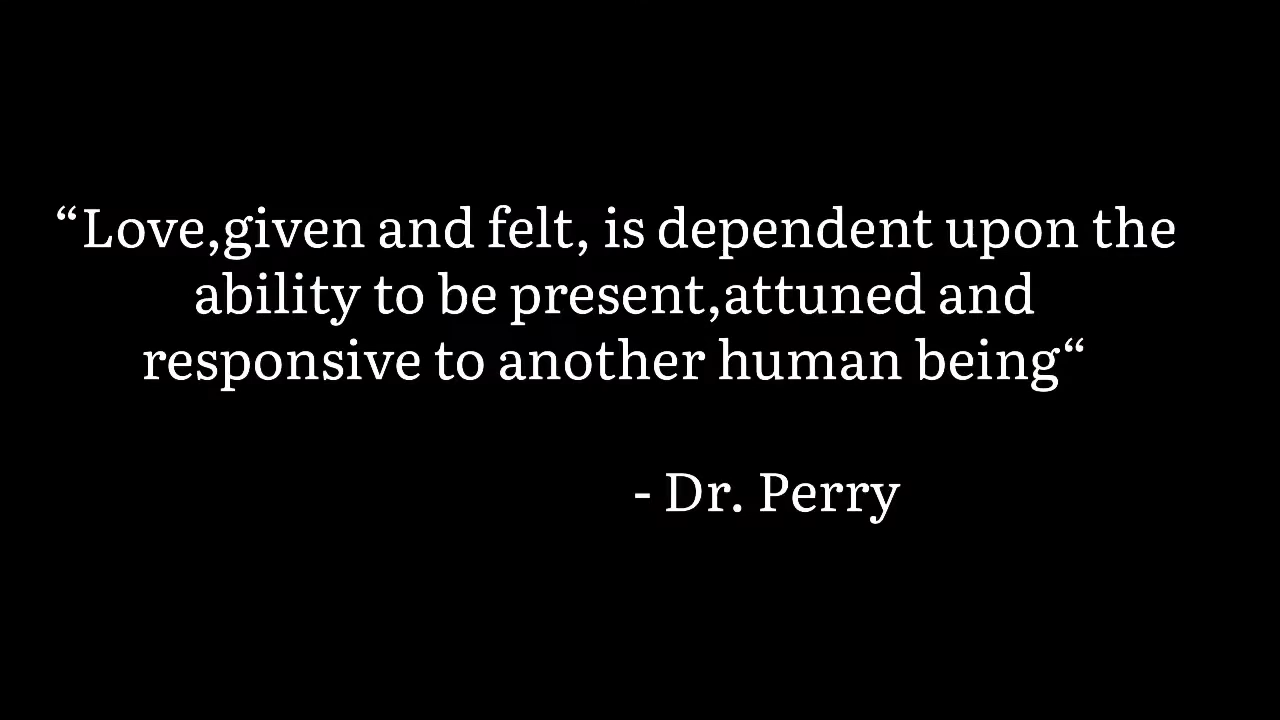 “Love,given and felt, is dependent upon the
ability to be present,attuned and
responsive to another human being“
- Dr. Perry